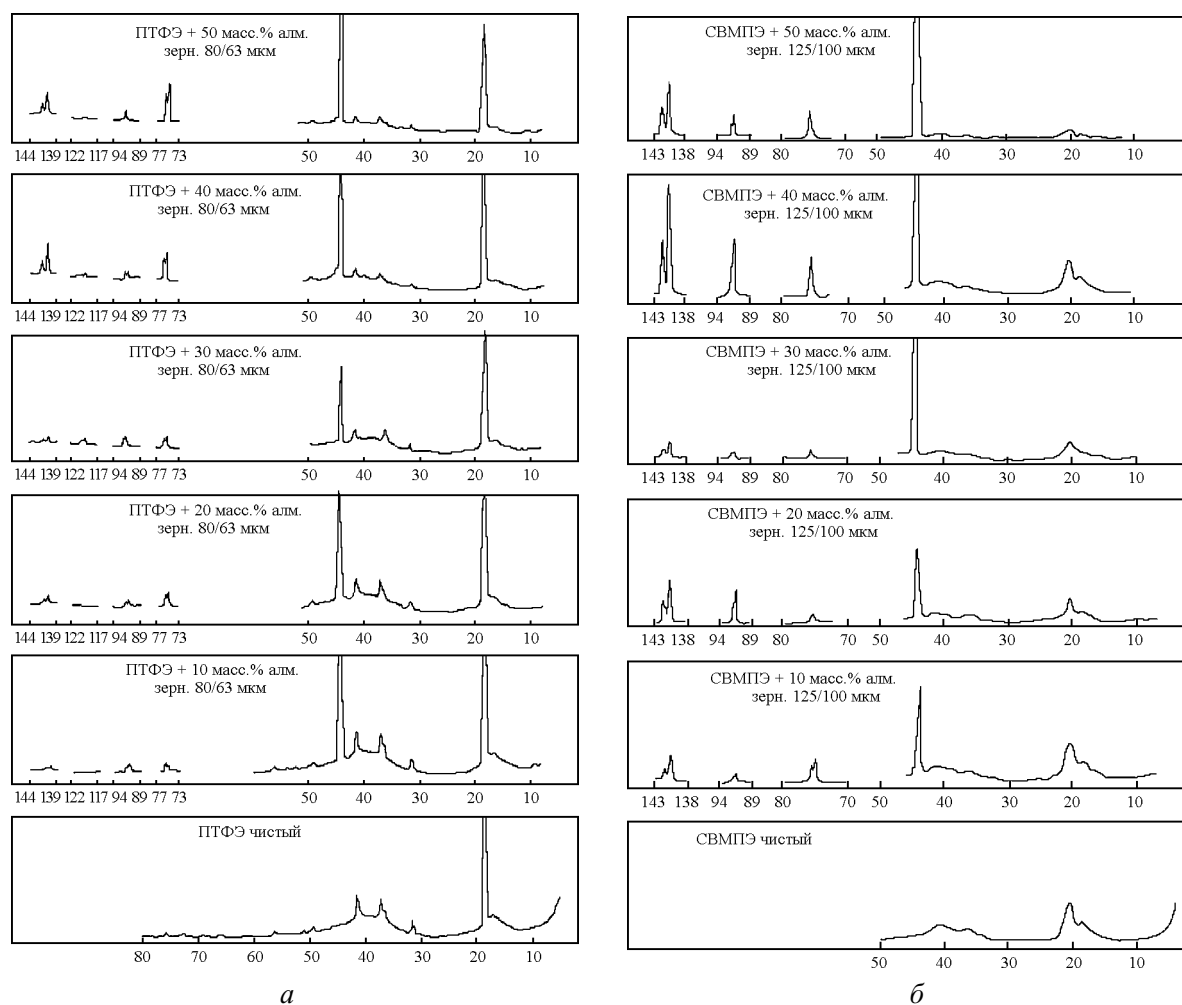 ПТФЭ + 50 масс.% алм.
зерн. 80/63 мкм
144 139 122 117 94 89 77 73 50 40 30 20 10
ПТФЭ + 40 масс.% алм.
зерн. 80/63 мкм
144 139 122 117 94 89 77 73 50 40 30 20 10
ПТФЭ + 30 масс.% алм.
зерн. 80/63 мкм
144 139 122 117 94 89 77 73 50 40 30 20 10
ПТФЭ + 20 масс.% алм.
зерн. 80/63 мкм
144 139 122 117 94 89 77 73 50 40 30 20 10
ПТФЭ + 10 масс.% алм.
зерн. 80/63 мкм
144 139 122 117 94 89 77 73 50 40 30 20 10
ПТФЭ чистый
80 70 60 50 40 30 20 10
а
СВМПЭ + 50 масс.% алм.
зерн. 125/100 мкм
143 138 94 89 80 70 50 40 30 20 10
СВМПЭ + 40 масс.% алм.
зерн. 125/100 мкм
143 138 94 89 80 70 50 40 30 20 10
СВМПЭ + 30 масс.% алм.
зерн. 125/100 мкм
143 138 94 89 80 70 50 40 30 20 10
СВМПЭ + 20 масс.% алм.
зерн. 125/100 мкм
143 138 94 89 80 70 50 40 30 20 10
СВМПЭ + 10 масс.% алм.
зерн. 125/100 мкм
143 138 94 89 80 70 50 40 30 20 10
СВМПЭ чистый
50 40 30 20 10
б